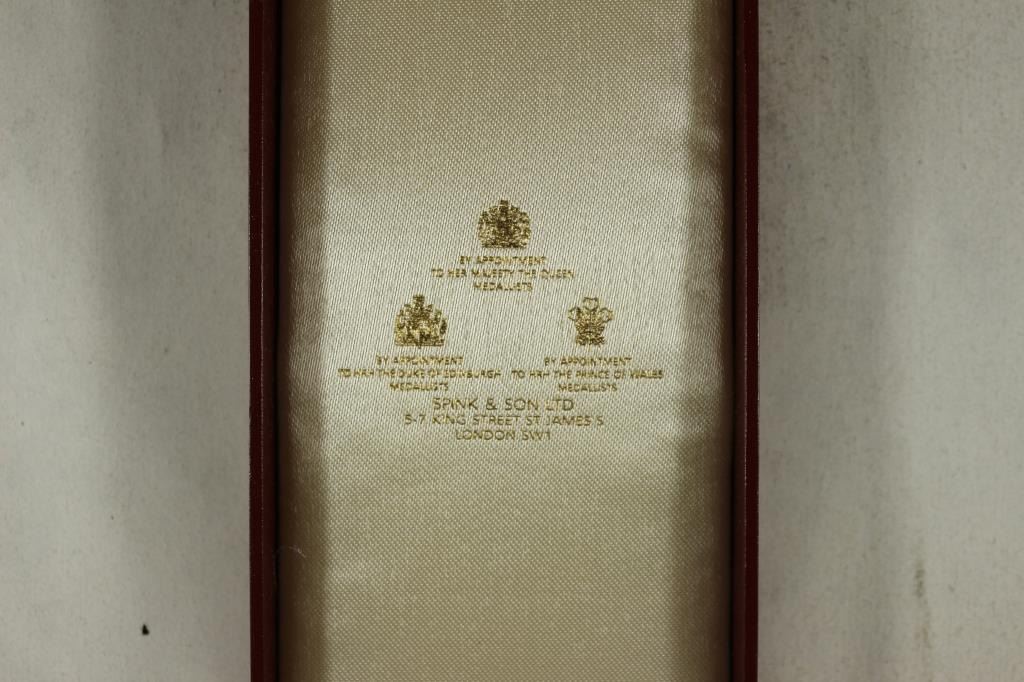 BY APPOINTMENT
TO HER MAJESTY THE QUEEN
MEDALLISTS
BY APPOINTMENT
TO HRH THE DUKE OF EDINBURGH
MEDALLISTS
BY APPOINTMENT
TO HRH THE PRINCE OF WALES
MEDALLISTS
SPINK & SON LTD
5-7 KING STREET ST JAMES'S
LONDON SW1